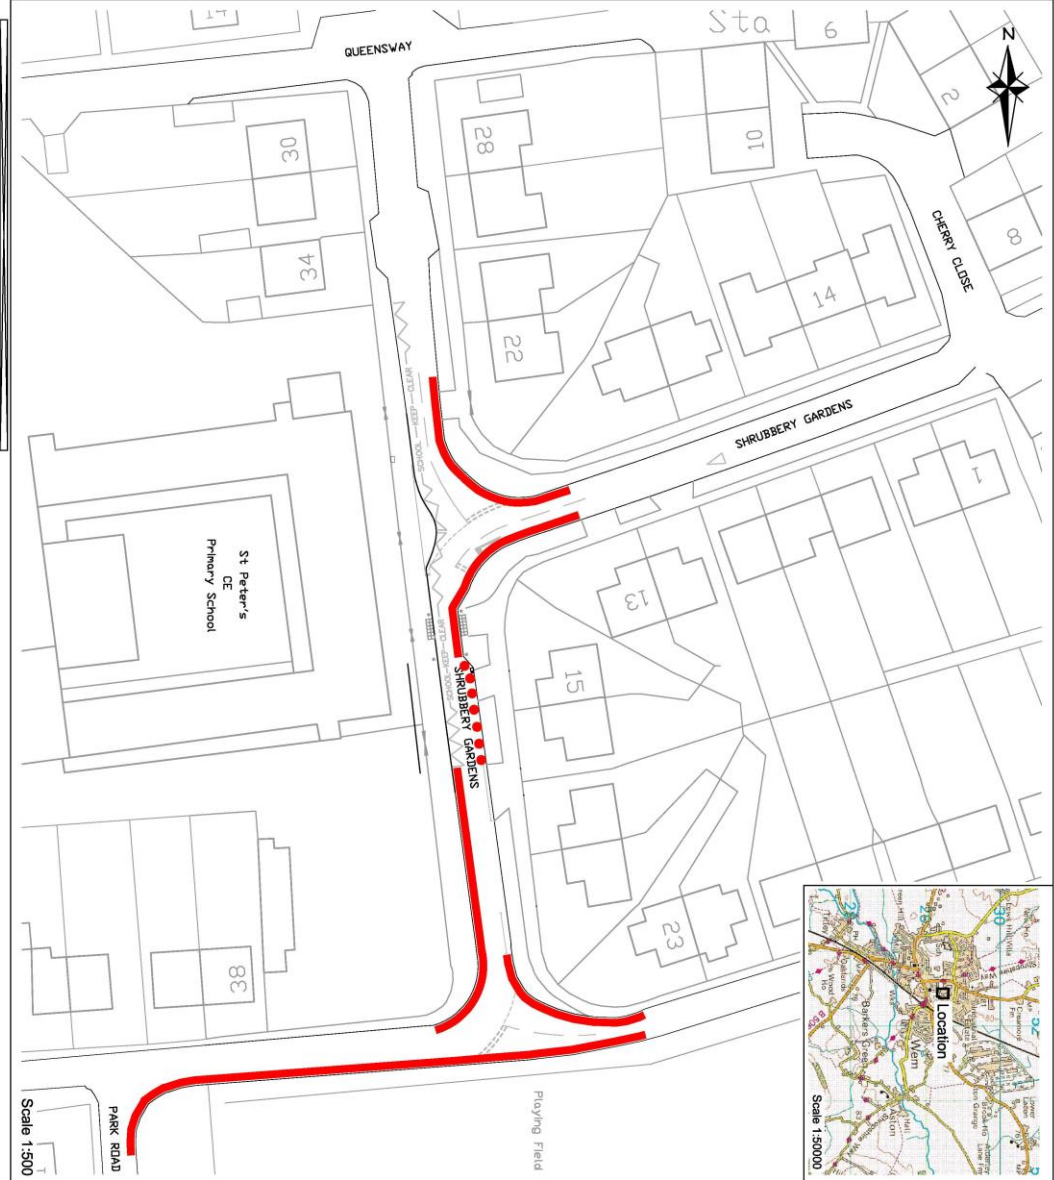 QUEENSWAY
14
Sta
6
2
N
10
8
28
30
34
22
CHERRY CLOSE
14
SHRUBBERY GARDENS
1
KEEP CLEAR
SCHOOL
St Peter's
CE
Primary School
13
15
SHRUBBERY GARDENS
23
38
PARK ROAD
Playing Field
Scale 1:500
Location
Wem
Aston
Barkers Green
Scale 1:50000